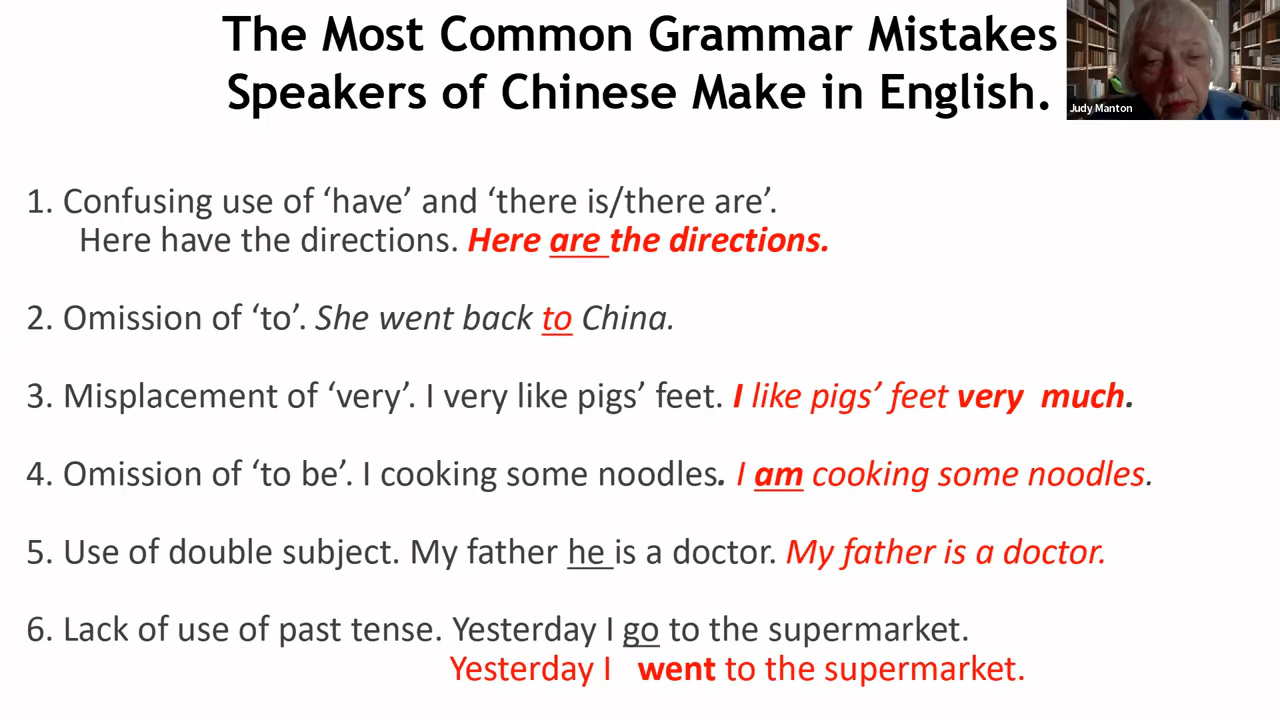 The Most Common Grammar Mistakes
Speakers of Chinese Make in English.
Judy Manton
1. Confusing use of ‘have’ and ‘there is/there are’.
Here have the directions. Here are the directions.
2. Omission of ‘to’. She went back to China.
3. Misplacement of ‘very’. I very like pigs’ feet. I like pigs’ feet very much.
4. Omission of ‘to be’. I cooking some noodles. I am cooking some noodles.
5. Use of double subject. My father he is a doctor. My father is a doctor.
6. Lack of use of past tense. Yesterday I go to the supermarket.
Yesterday I went to the supermarket.